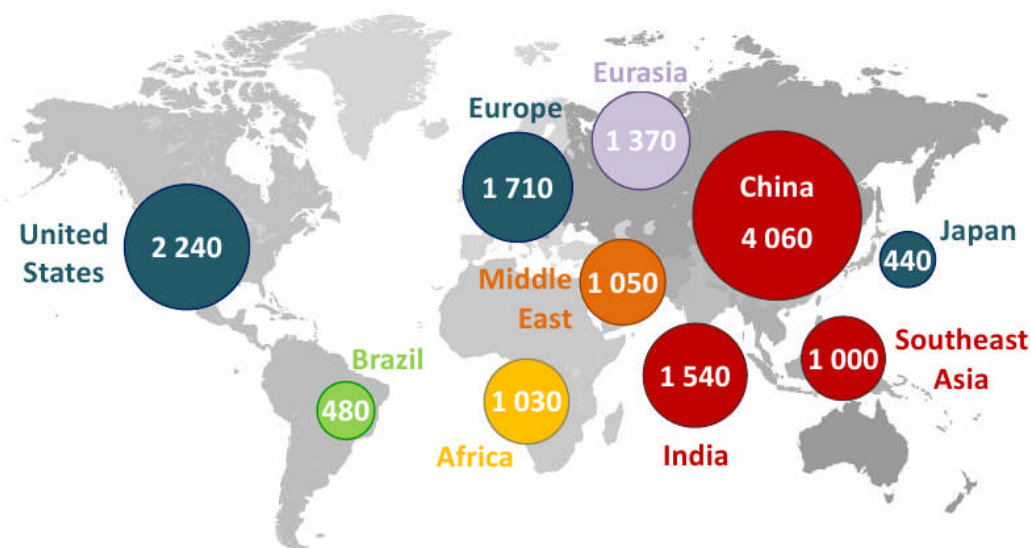 Eurasia
1 370
Europe
1 710
China
4 060
United
States
2 240
Japan
440
Middle
East
1 050
Brazil
480
Africa
1 030
India
1 540
Southeast
Asia
1 000